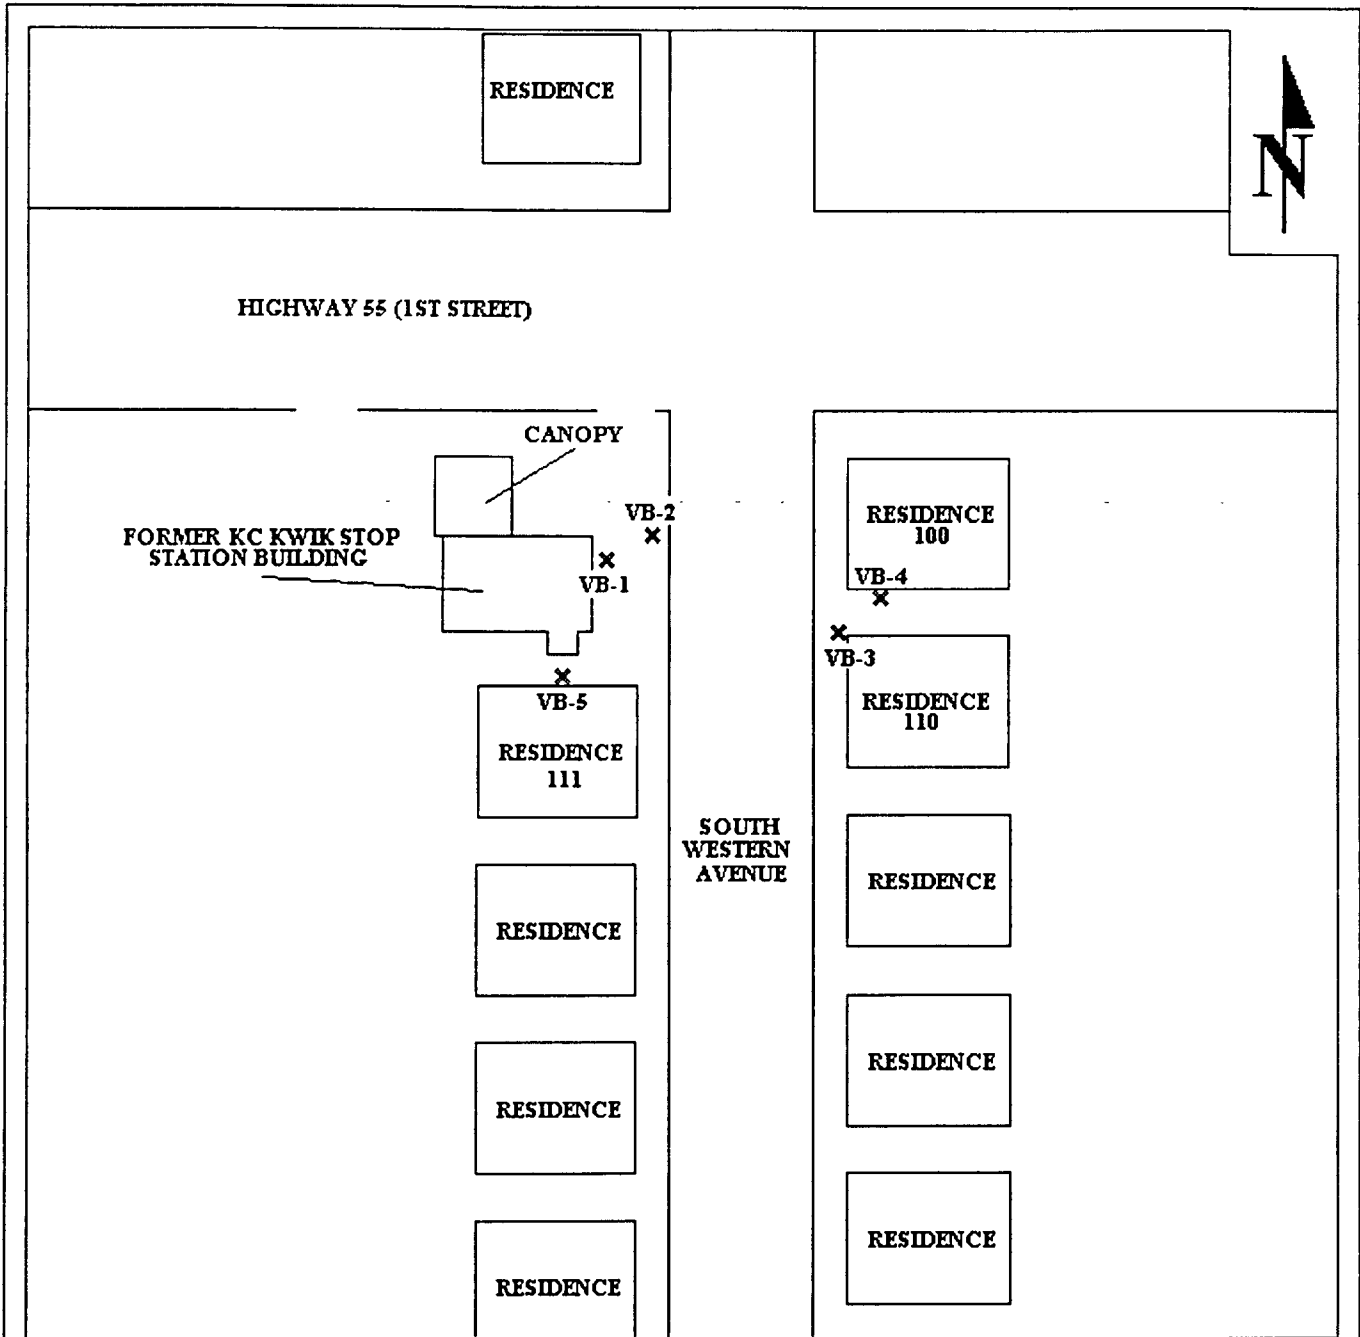 RESIDENCE
N
HIGHWAY 55 (1ST STREET)
CANOPY
VB-2
FORMER KC KWIK STOP
STATION BUILDING
VB-1
RESIDENCE
100
VB-4
VB-3
VB-5
RESIDENCE
110
RESIDENCE
111
SOUTH
WESTERN
AVENUE
RESIDENCE
RESIDENCE
RESIDENCE
RESIDENCE
RESIDENCE
RESIDENCE